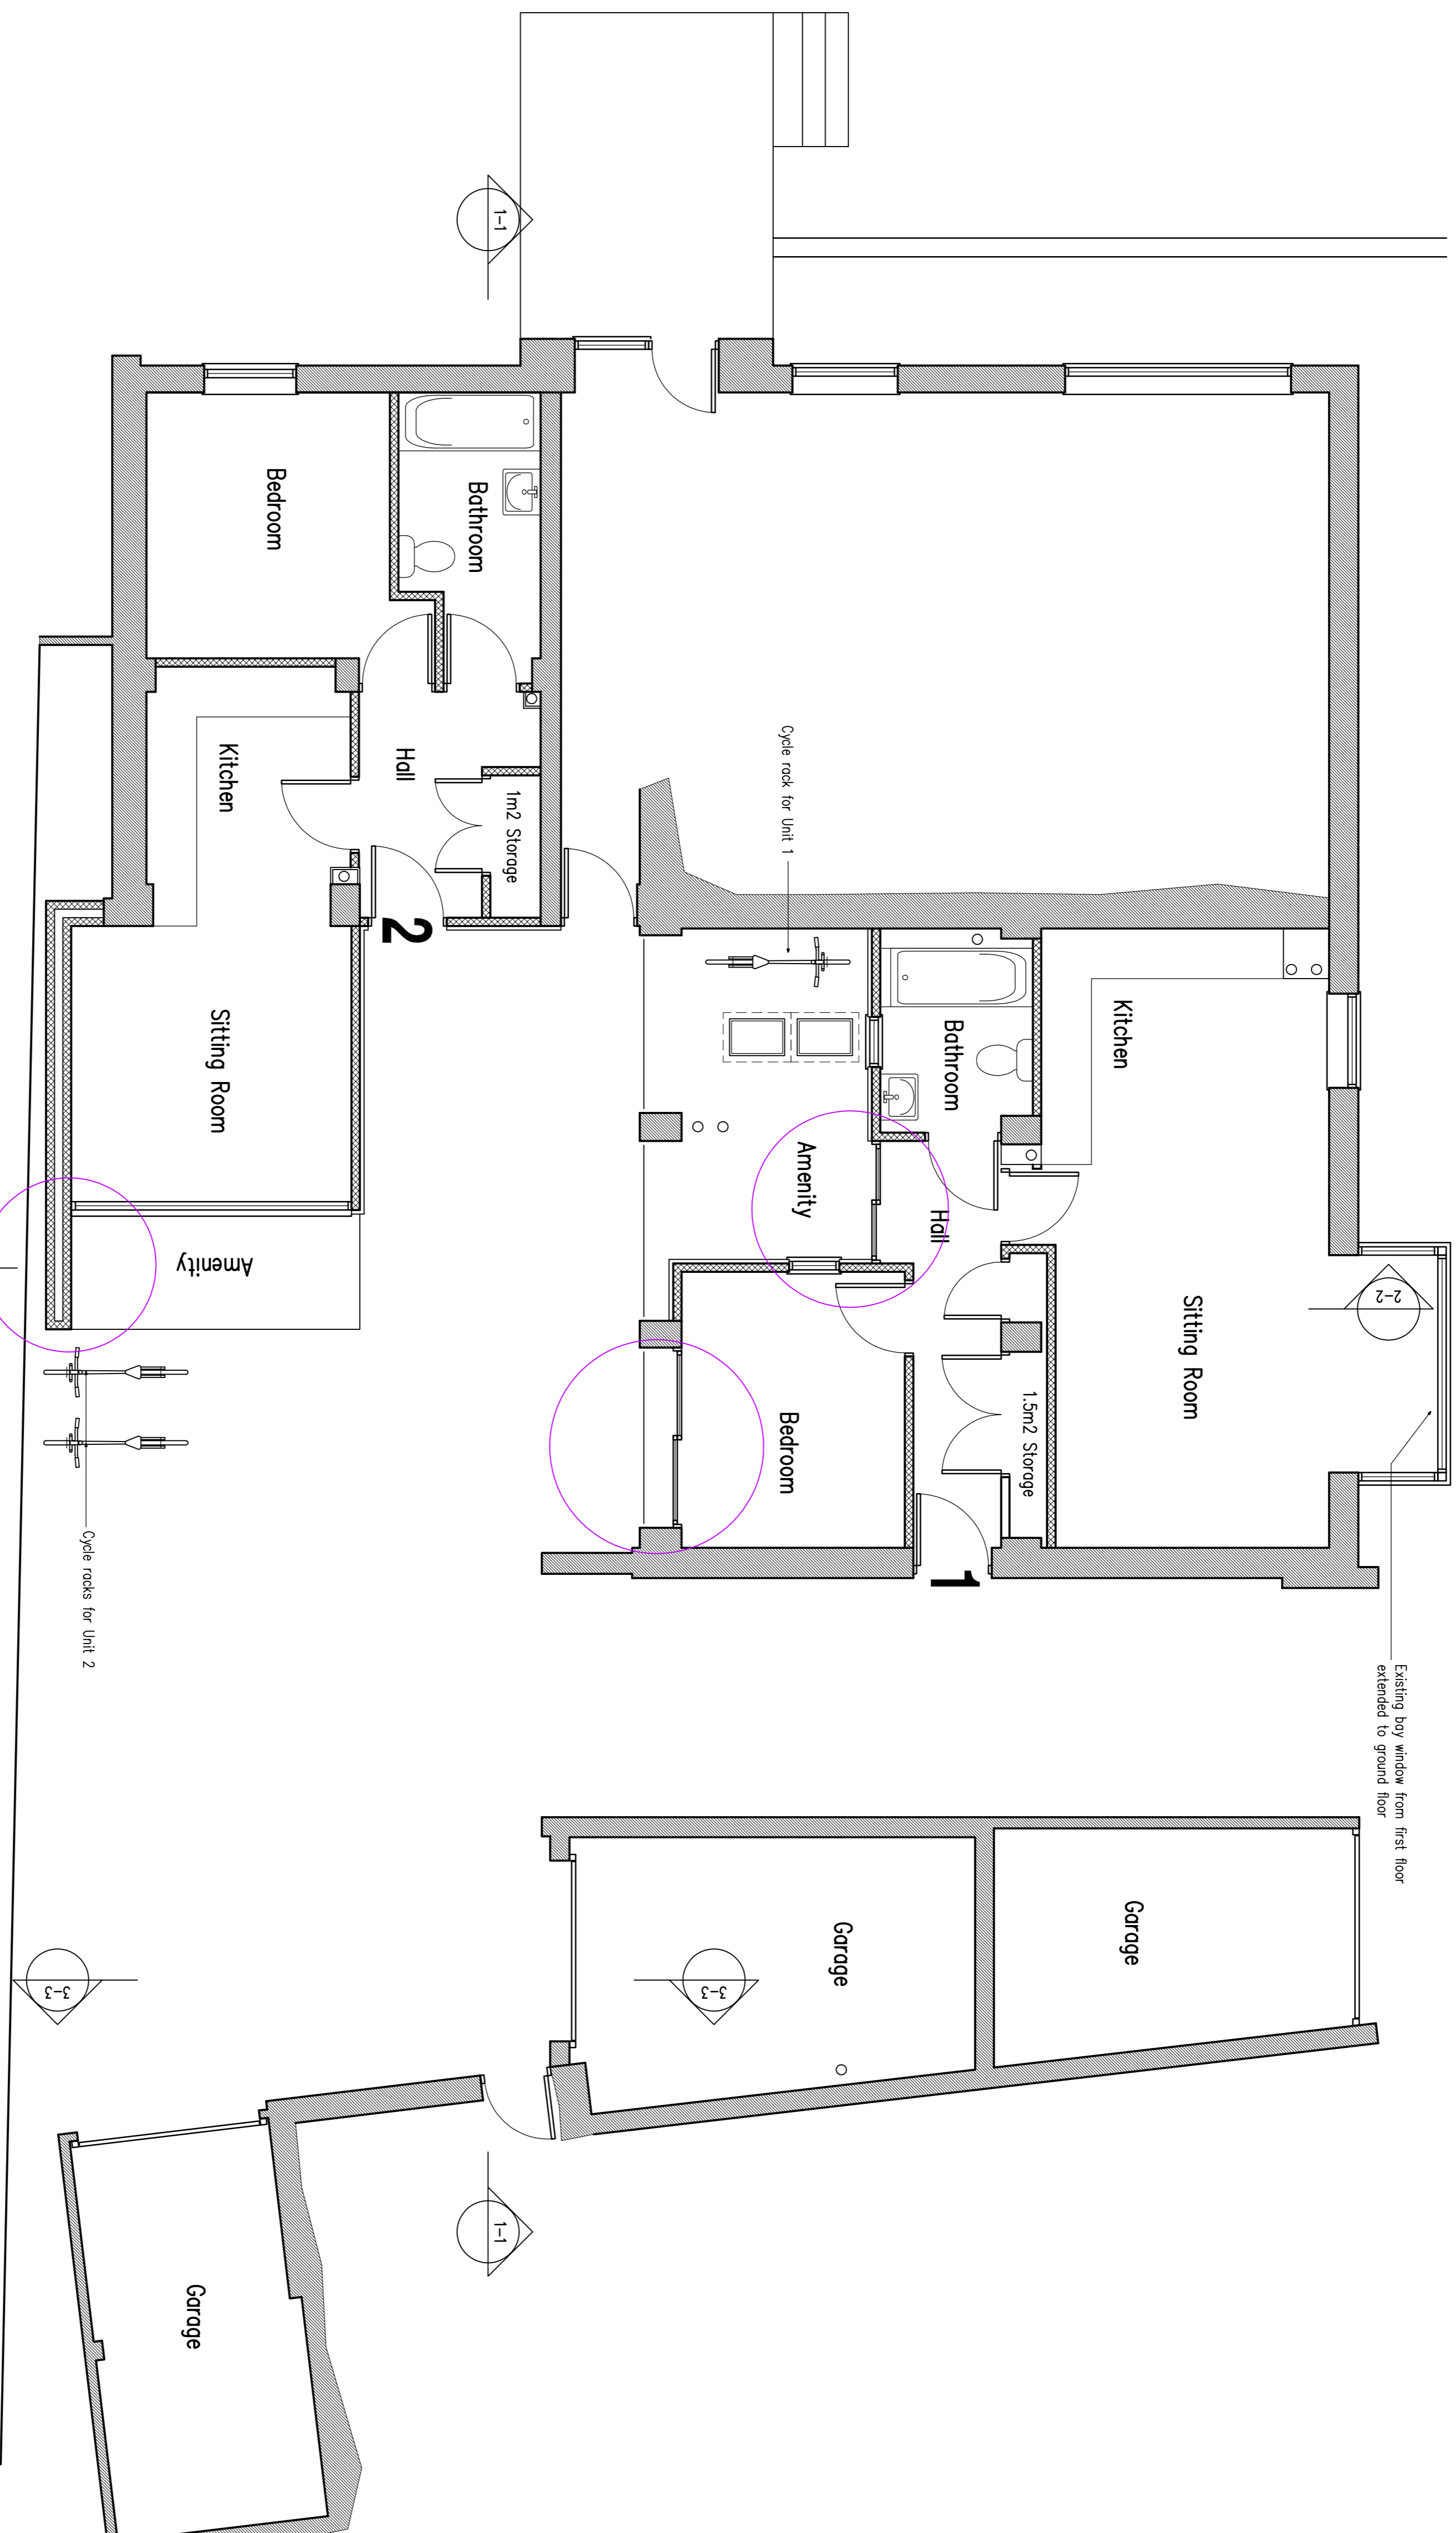 Existing bay window from first floor
extended to ground floor
2-2
Sitting Room
Kitchen
1.5m2 Storage
Hall
Bathroom
1
Amenity
Bedroom
Cycle rack for Unit 1
Garage
Garage
3-3
1-1
1-1
1m2 Storage
Bathroom
Hall
2
Bedroom
Kitchen
Sitting Room
Amenity
Cycle racks for Unit 2
3-3
Garage